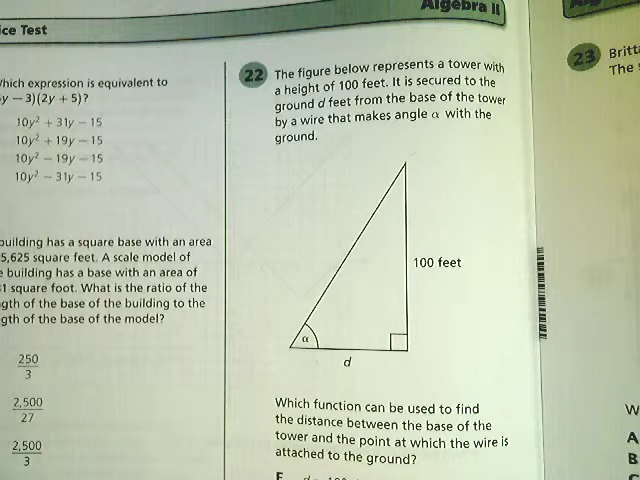 Algebra II
ice Test
hich expression is equivalent to
y − 3)(2y + 5)?
10y² + 31y − 15
10y² + 19y − 15
10y² − 19y − 15
10y² − 31y − 15
building has a square base with an area
5,625 square feet. A scale model of
e building has a base with an area of
1 square foot. What is the ratio of the
gth of the base of the building to the
gth of the base of the model?
250
3
2,500
27
2,500
3
22 The figure below represents a tower with
a height of 100 feet. It is secured to the
ground d feet from the base of the tower
by a wire that makes angle α with the
ground.
100 feet
α
d
Which function can be used to find
the distance between the base of the
tower and the point at which the wire is
attached to the ground?
23 Britt
The
W
A
B